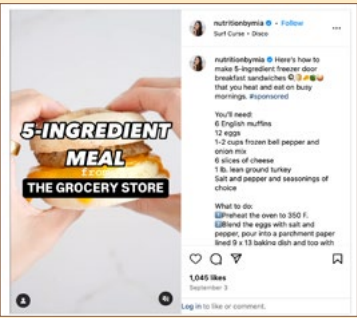 nutritionbymia • Follow
Surf Curse • Disco
5-INGREDIENT
MEAL
from
THE GROCERY STORE
nutritionbymia Here's how to
make 5-ingredient freezer door
breakfast sandwiches
that you heat and eat on busy
mornings. #sponsored
You'll need:
6 English muffins
12 eggs
1-2 cups frozen bell pepper and
onion mix
6 slices of cheese
1 lb. lean ground turkey
Salt and pepper and seasonings of
choice
What to do:
1️⃣Preheat the oven to 350 F.
Blend the eggs with salt and
pepper, pour into a parchment paper
lined 9 x 13 baking dish and top with
1,045 likes
September 3
Log in to like or comment.